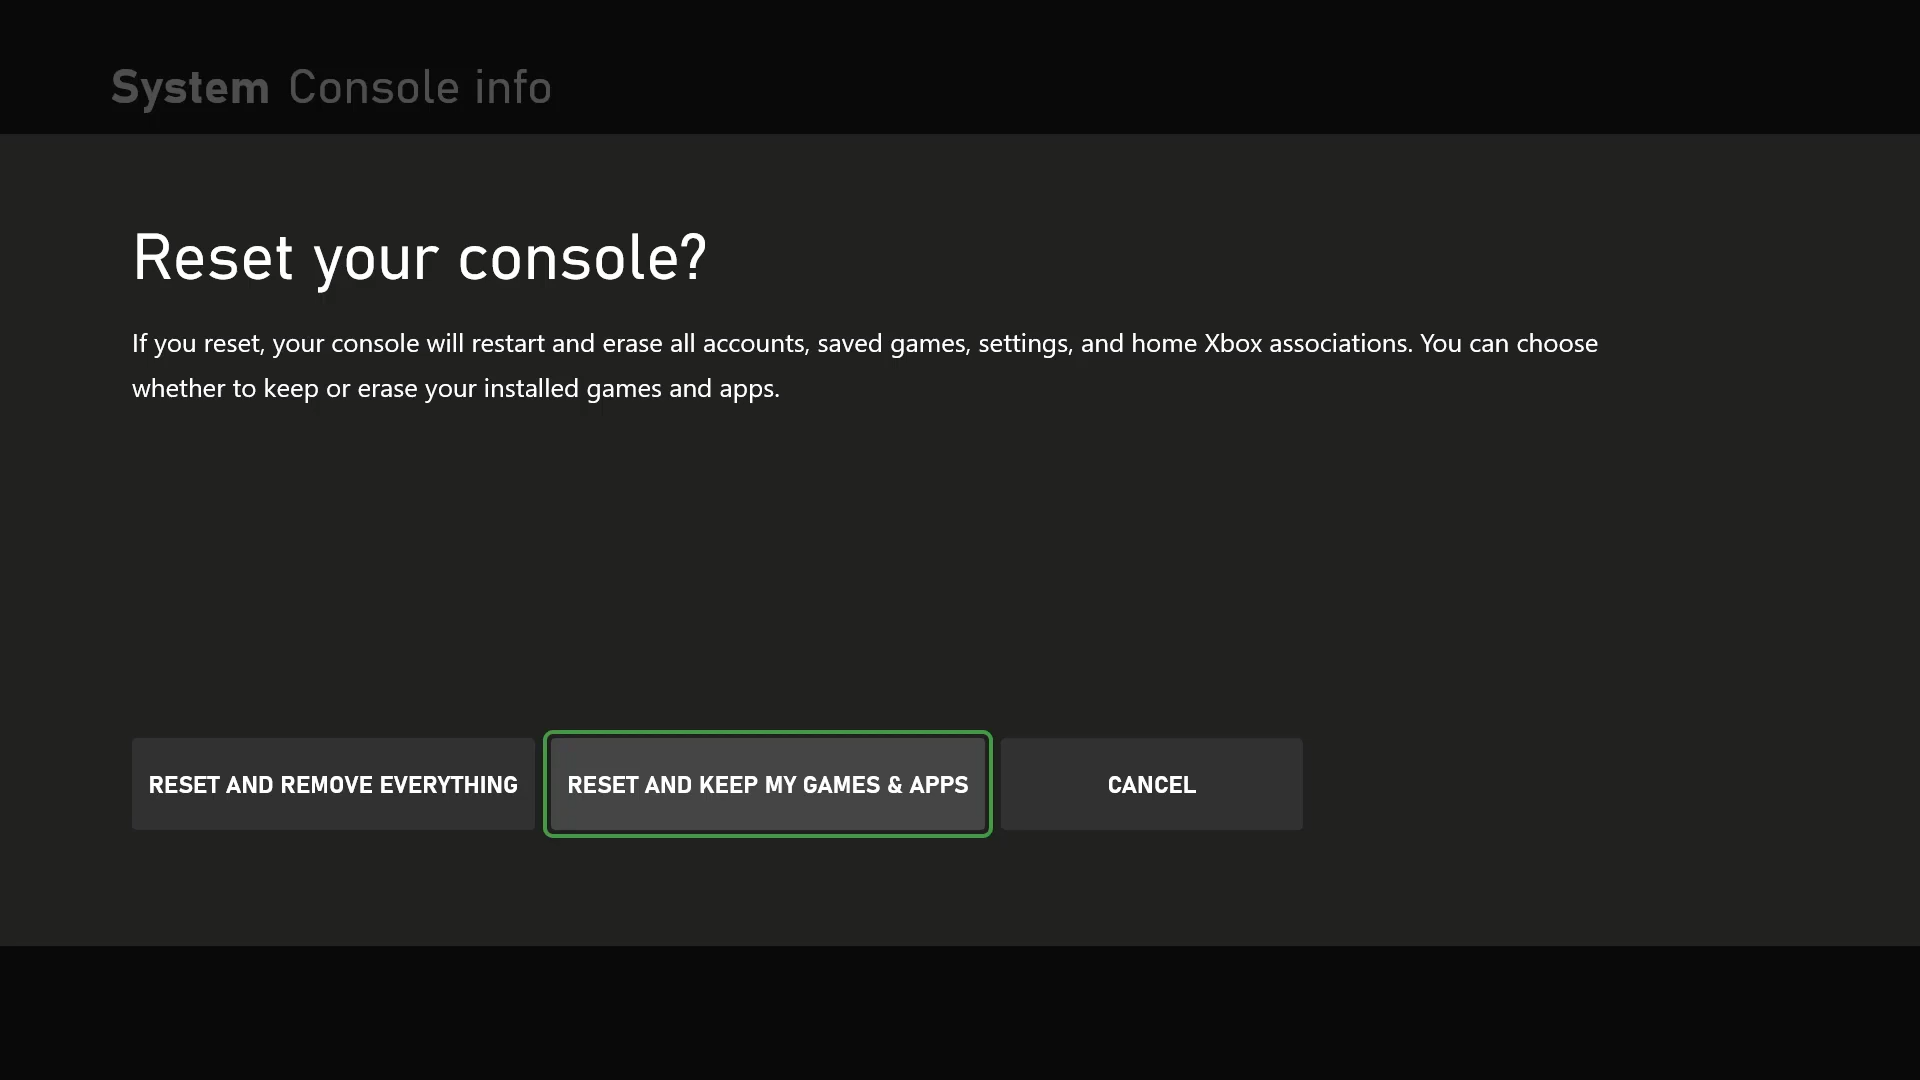 System Console info
Reset your console?
If you reset, your console will restart and erase all accounts, saved games, settings, and home Xbox associations. You can choose
whether to keep or erase your installed games and apps.
RESET AND REMOVE EVERYTHING
RESET AND KEEP MY GAMES & APPS
CANCEL